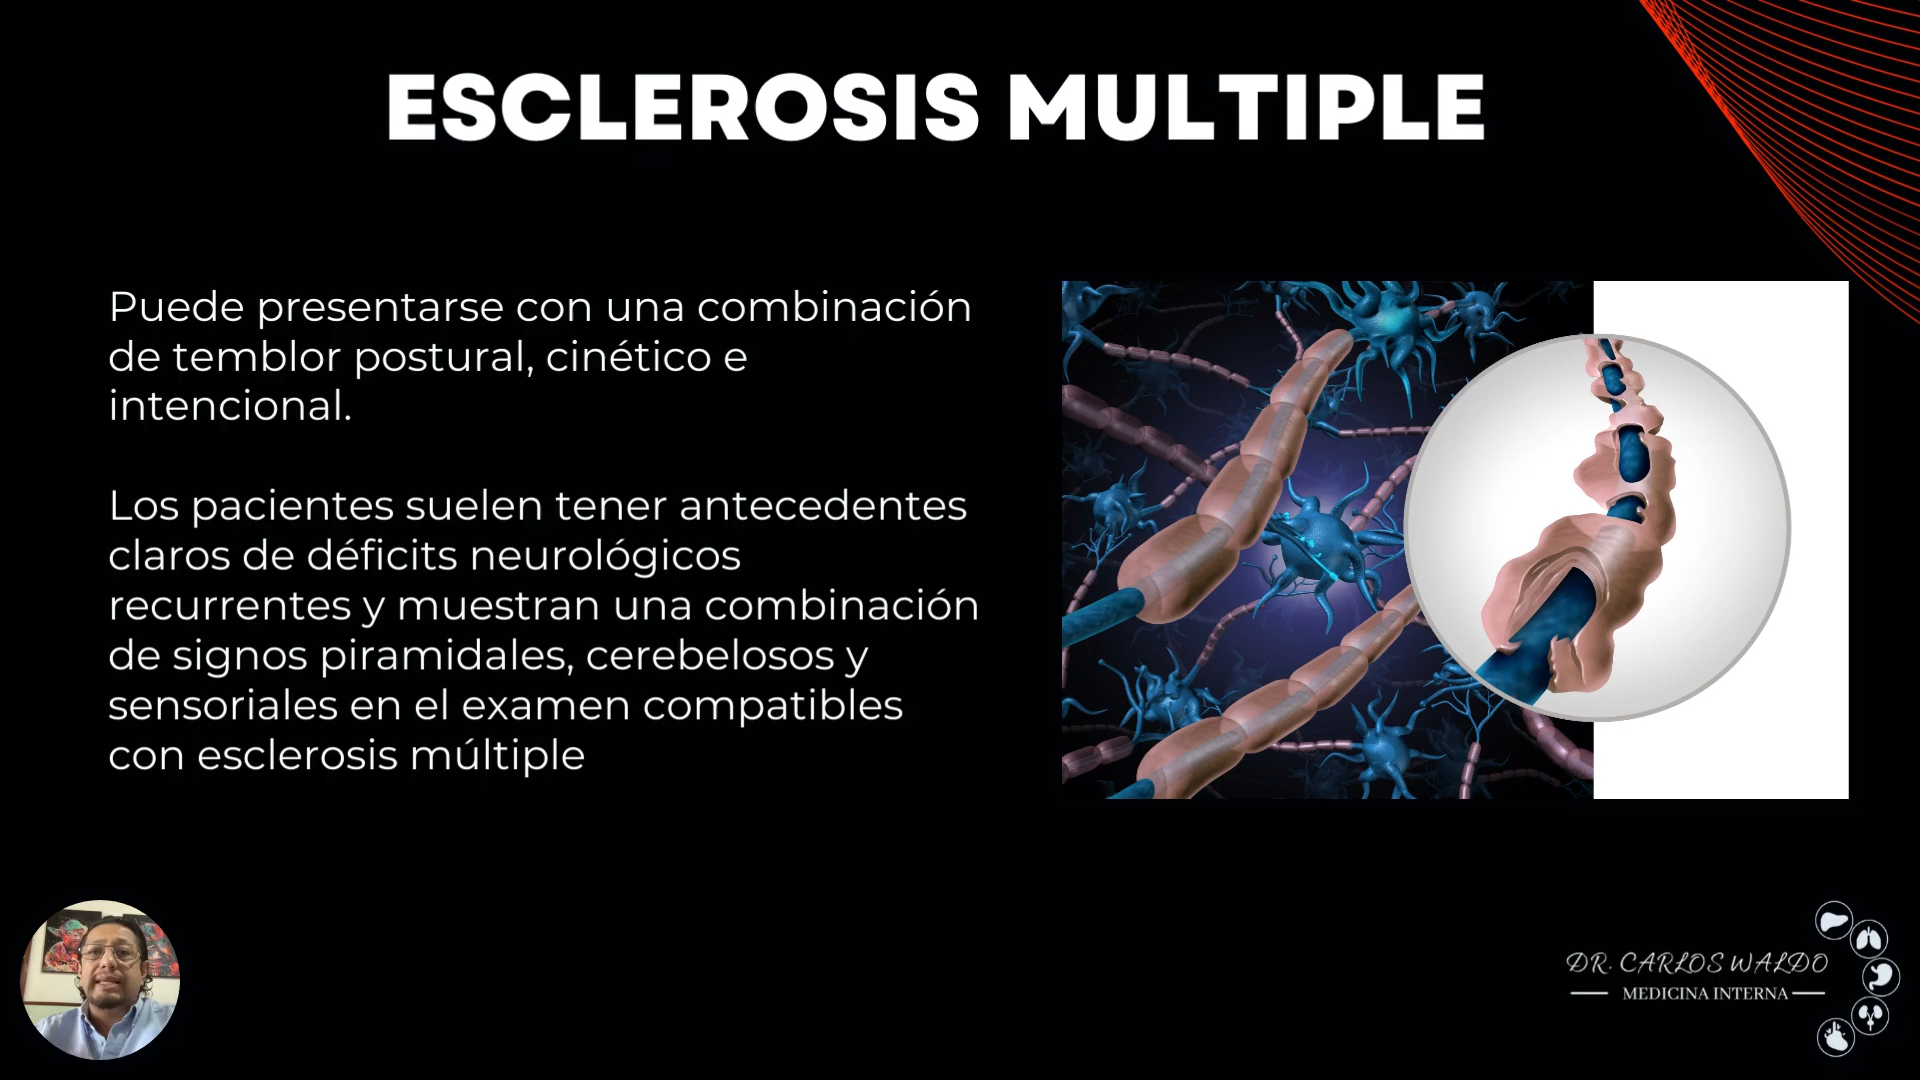 ESCLEROSIS MULTIPLE
Puede presentarse con una combinación
de temblor postural, cinético e
intencional.
Los pacientes suelen tener antecedentes
claros de déficits neurológicos
recurrentes y muestran una combinación
de signos piramidales, cerebelosos y
sensoriales en el examen compatibles
con esclerosis múltiple
DR. CARLOS WALDO
MEDICINA INTERNA